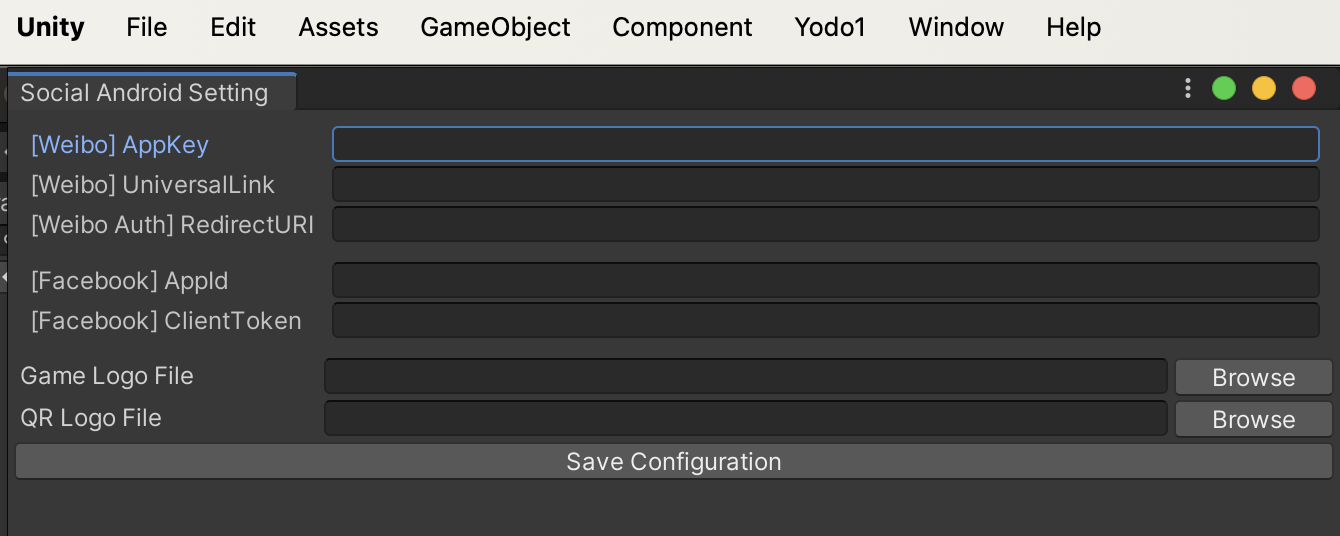 Unity File Edit Assets GameObject Component Yodo1 Window Help
Social Android Setting
[Weibo] AppKey
[Weibo] UniversalLink
[Weibo Auth] RedirectURI
[Facebook] AppId
[Facebook] ClientToken
Game Logo File Browse
QR Logo File Browse
Save Configuration